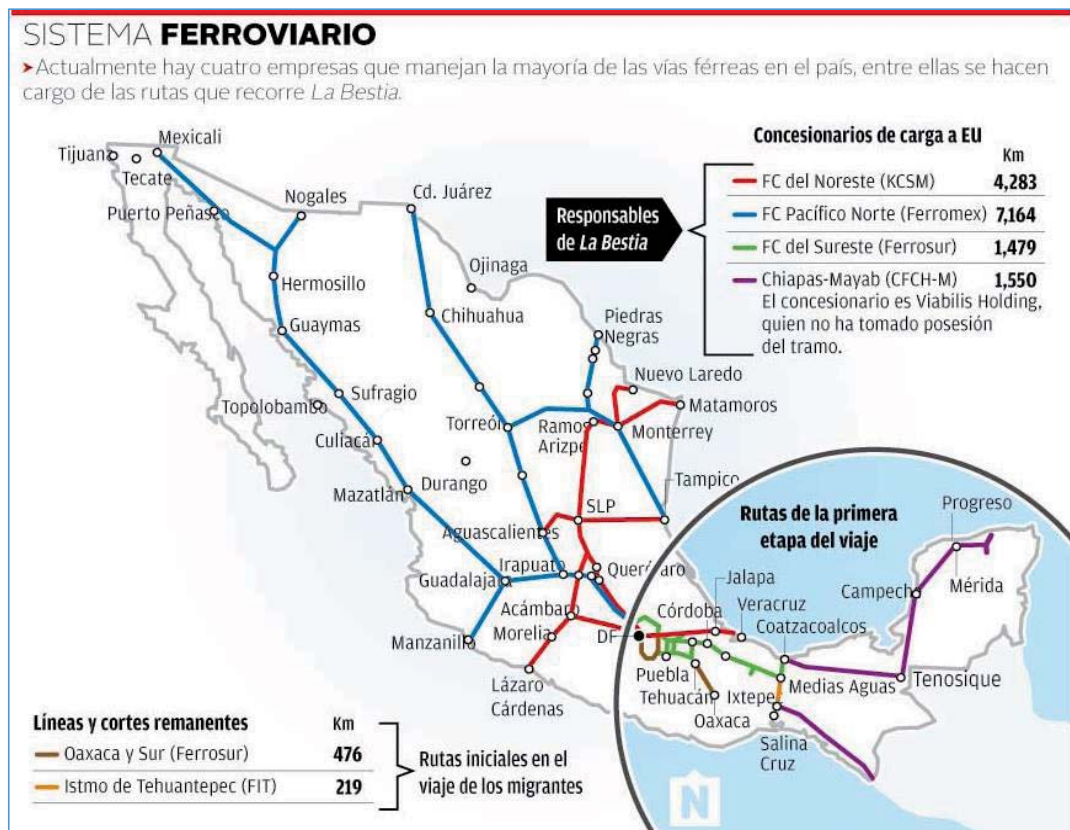 SISTEMA FERROVIARIO
➤Actualmente hay cuatro empresas que manejan la mayoría de las vías férreas en el país, entre ellas se hacen
cargo de las rutas que recorre La Bestia.
Concesionarios de carga a EU
Km
Responsables
de La Bestia
FC del Noreste (KCSM) 4,283
FC Pacífico Norte (Ferromex) 7,164
FC del Sureste (Ferrosur) 1,479
Chiapas-Mayab (CFCH-M) 1,550
El concesionario es Viabilis Holding,
quien no ha tomado posesión
del tramo.
Mexicali
Tijuana
Tecate
Puerto Peñasco
Nogales
Cd. Juárez
Ojinaga
Hermosillo
Chihuahua
Guaymas
Piedras
Negras
Nuevo Laredo
Matamoros
Sufragio
Topolobambo
Torreón
Ramos
Arizpe
Monterrey
Culiacán
Durango
Mazatlán
Tampico
SLP
Aguascalientes
Irapuato
Querétaro
Guadalajara
Acámbaro
Morelia
Manzanillo
Lázaro
Cárdenas
Rutas de la primera
etapa del viaje
Progreso
Mérida
Campech
Jalapa
Córdoba
Veracruz
Coatzacoalcos
DF
Puebla
Tehuacán
Ixtepe
Medias Aguas
Tenosique
Oaxaca
Salina
Cruz
N
Líneas y cortes remanentes Km
Oaxaca y Sur (Ferrosur) 476
Istmo de Tehuantepec (FIT) 219
Rutas iniciales en el
viaje de los migrantes